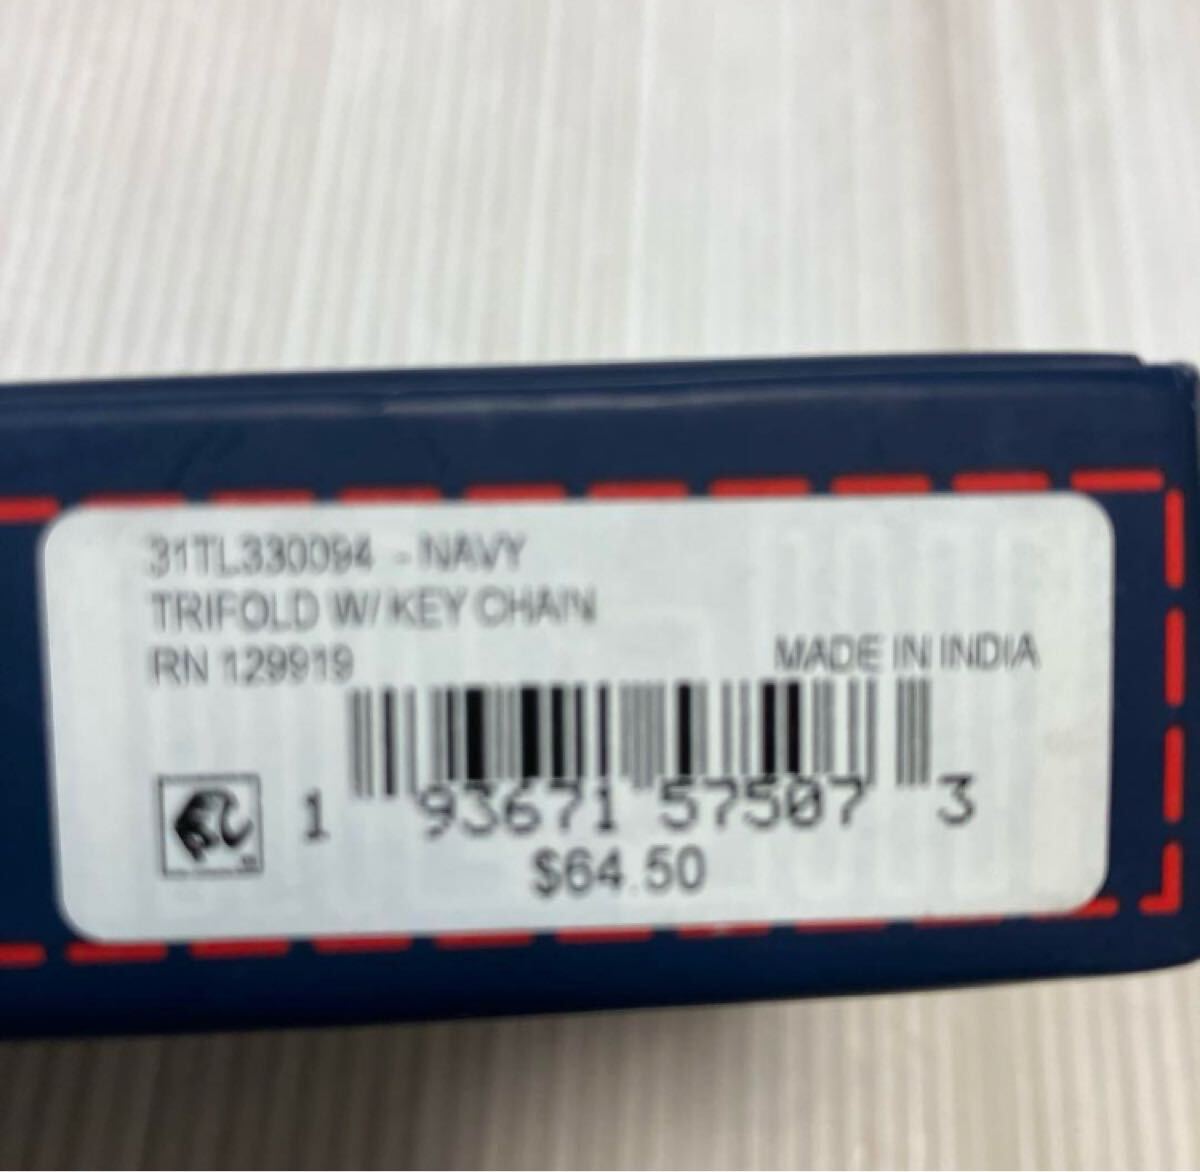 31TL330094 - NAVY
TRIFOLD W/ KEY CHAIN
RN 129919
MADE IN INDIA
1 93671 57507 3
$64.50